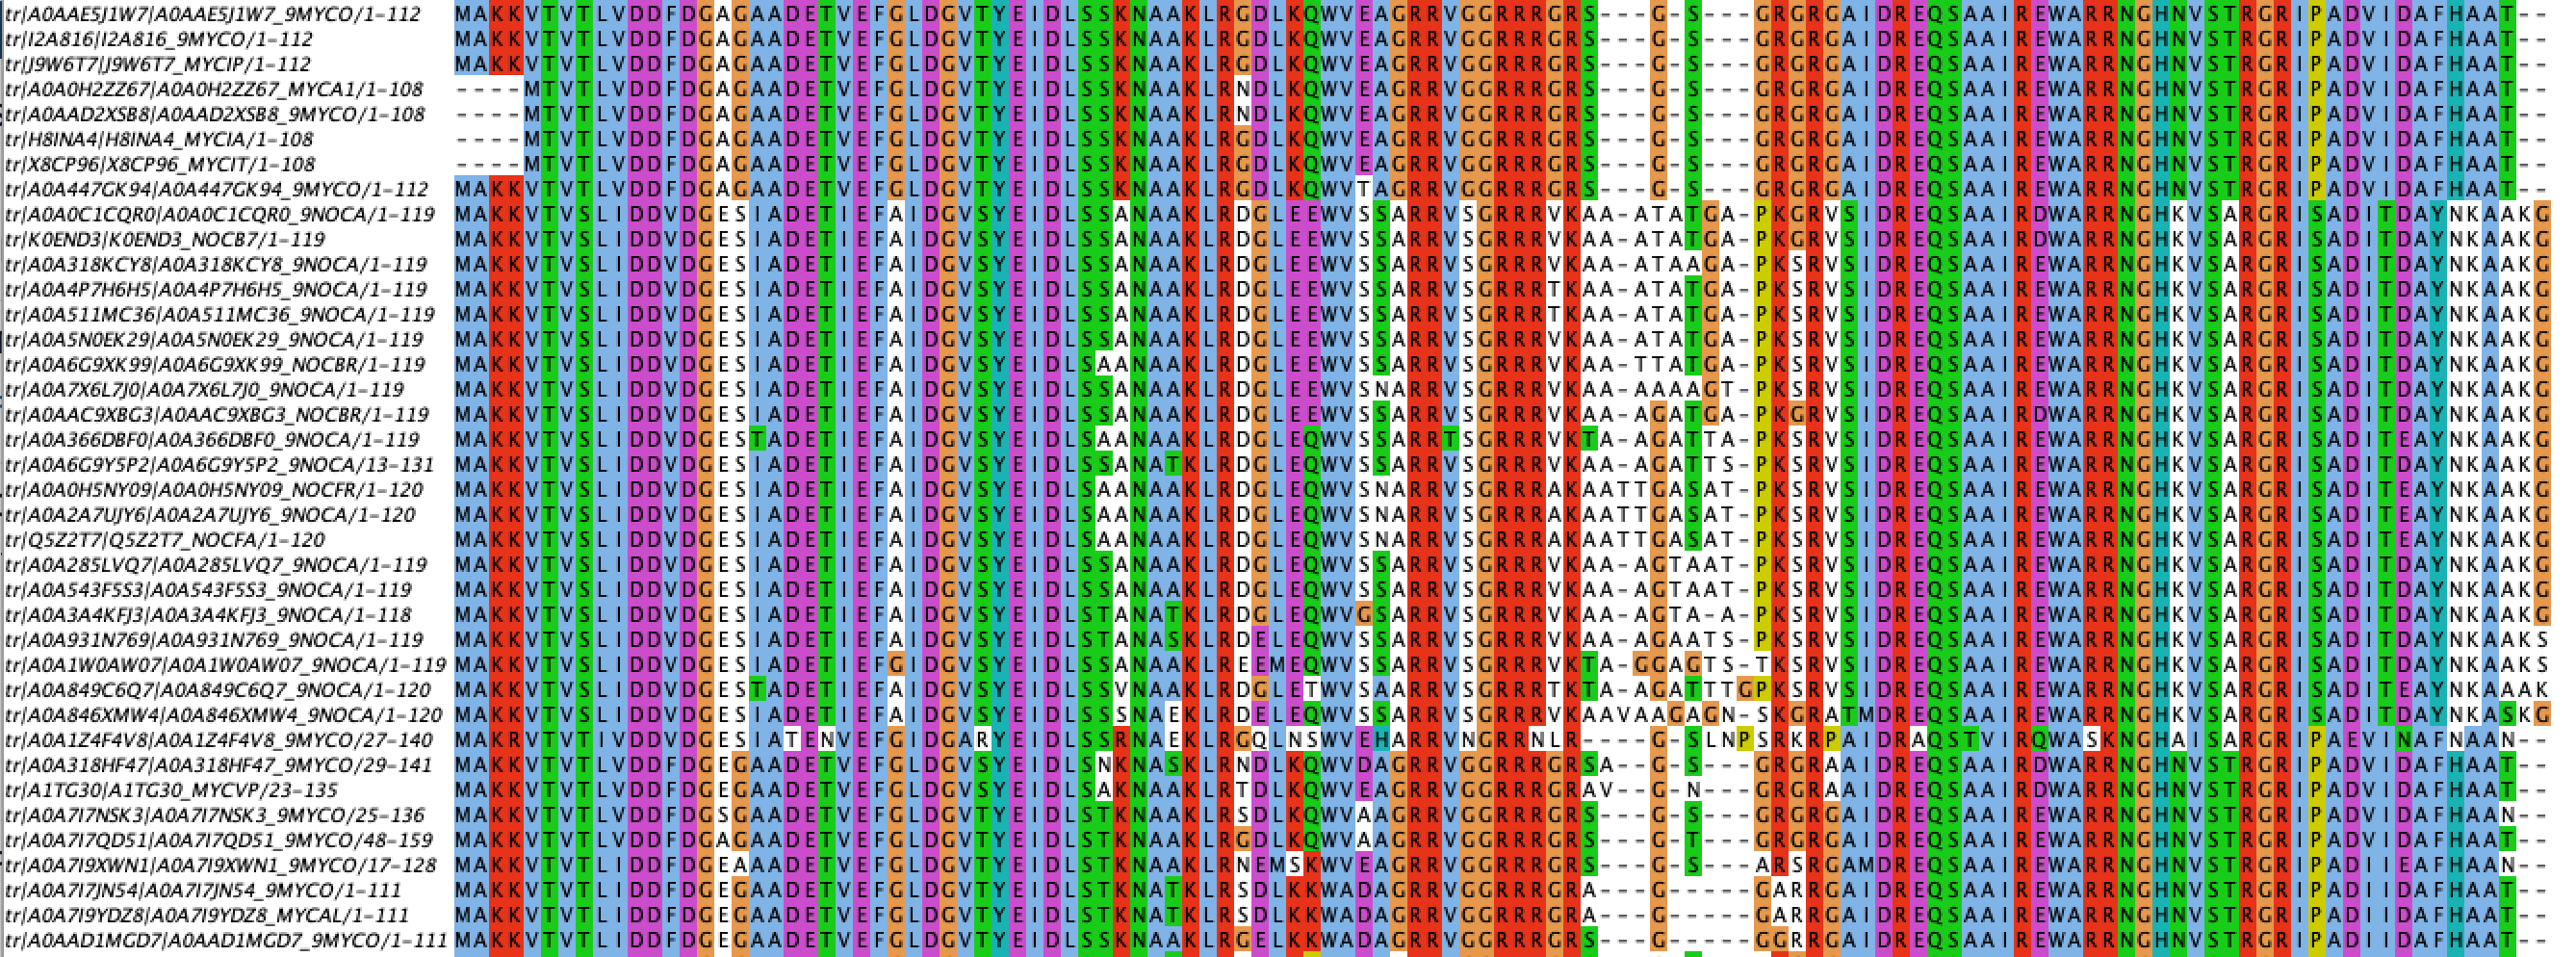 tr|A0AAE5J1W7|A0AAE5J1W7_9MYCO/1-112 MAKKVTVTLVDDFDGAGAADETVEFGLDGVTYEIDLSSKNAAKLRGDLKQWVEAGRRVGGRRRGRS---G-S---GRGRGAIDREQSAAIREWARRNGHNVSTRGRIPADVIDAFHAAT--
tr|I2A816|I2A816_9MYCO/1-112 MAKKVTVTLVDDFDGAGAADETVEFGLDGVTYEIDLSSKNAAKLRGDLKQWVEAGRRVGGRRRGRS---G-S---GRGRGAIDREQSAAIREWARRNGHNVSTRGRIPADVIDAFHAAT--
tr|J9W6T7|J9W6T7_MYCIP/1-112 MAKKVTVTLVDDFDGAGAADETVEFGLDGVTYEIDLSSKNAAKLRGDLKQWVEAGRRVGGRRRGRS---G-S---GRGRGAIDREQSAAIREWARRNGHNVSTRGRIPADVIDAFHAAT--
tr|A0A0H2ZZ67|A0A0H2ZZ67_MYCA1/1-108 ----MTVTLVDDFDGAGAADETVEFGLDGVTYEIDLSSKNAAKLRNDLKQWVEAGRRVGGRRRGRS---G-S---GRGRGAIDREQSAAIREWARRNGHNVSTRGRIPADVIDAFHAAT--
tr|A0AAD2XSB8|A0AAD2XSB8_9MYCO/1-108 ----MTVTLVDDFDGAGAADETVEFGLDGVTYEIDLSSKNAAKLRNDLKQWVEAGRRVGGRRRGRS---G-S---GRGRGAIDREQSAAIREWARRNGHNVSTRGRIPADVIDAFHAAT--
tr|H8INA4|H8INA4_MYCIA/1-108 ----MTVTLVDDFDGAGAADETVEFGLDGVTYEIDLSSKNAAKLRGDLKQWVEAGRRVGGRRRGRS---G-S---GRGRGAIDREQSAAIREWARRNGHNVSTRGRIPADVIDAFHAAT--
tr|X8CP96|X8CP96_MYCIT/1-108 ----MTVTLVDDFDGAGAADETVEFGLDGVTYEIDLSSKNAAKLRGDLKQWVEAGRRVGGRRRGRS---G-S---GRGRGAIDREQSAAIREWARRNGHNVSTRGRIPADVIDAFHAAT--
tr|A0A447GK94|A0A447GK94_9MYCO/1-112 MAKKVTVTLVDDFDGAGAADETVEFGLDGVTYEIDLSSKNAAKLRGDLKQWVTAGRRVGGRRRGRS---G-S---GRGRGAIDREQSAAIREWARRNGHNVSTRGRIPADVIDAFHAAT--
tr|A0A0C1CQR0|A0A0C1CQR0_9NOCA/1-119 MAKKVTVSLIDDVDGESIADETIEFAIDGVSYEIDLSSANAAKLRDGLEEWVSSARRVSGRRRVKAA-ATATGA-PKGRVSIDREQSAAIRDWARRNGHKVSARGRISADITDAYNKAAKG
tr|K0END3|K0END3_NOCB7/1-119 MAKKVTVSLIDDVDGESIADETIEFAIDGVSYEIDLSSANAAKLRDGLEEWVSSARRVSGRRRVKAA-ATATGA-PKGRVSIDREQSAAIRDWARRNGHKVSARGRISADITDAYNKAAKG
tr|A0A318KCY8|A0A318KCY8_9NOCA/1-119 MAKKVTVSLIDDVDGESIADETIEFAIDGVSYEIDLSSANAAKLRDGLEEWVSSARRVSGRRRVKAA-ATAAGA-PKSRVSIDREQSAAIREWARRNGHKVSARGRISADITDAYNKAAKG
tr|A0A4P7H6H5|A0A4P7H6H5_9NOCA/1-119 MAKKVTVSLIDDVDGESIADETIEFAIDGVSYEIDLSSANAAKLRDGLEEWVSSARRVSGRRRTKAA-ATATGA-PKSRVSIDREQSAAIREWARRNGHKVSARGRISADITDAYNKAAKG
tr|A0A511MC36|A0A511MC36_9NOCA/1-119 MAKKVTVSLIDDVDGESIADETIEFAIDGVSYEIDLSSANAAKLRDGLEEWVSSARRVSGRRRTKAA-ATATGA-PKSRVSIDREQSAAIREWARRNGHKVSARGRISADITDAYNKAAKG
tr|A0A5N0EK29|A0A5N0EK29_9NOCA/1-119 MAKKVTVSLIDDVDGESIADETIEFAIDGVSYEIDLSSANAAKLRDGLEEWVSSARRVSGRRRVKAA-ATATGA-PKSRVSIDREQSAAIREWARRNGHKVSARGRISADITDAYNKAAKG
tr|A0A6G9XK99|A0A6G9XK99_NOCBR/1-119 MAKKVTVSLIDDVDGESIADETIEFAIDGVSYEIDLSAANAAKLRDGLEEWVSSARRVSGRRRVKAA-TTATGA-PKSRVSIDREQSAAIREWARRNGHKVSARGRISADITDAYNKAAKG
tr|A0A7X6L7J0|A0A7X6L7J0_9NOCA/1-119 MAKKVTVSLIDDVDGESIADETIEFAIDGVSYEIDLSSANAAKLRDGLEEWVSNARRVSGRRRVKAA-AAAAGT-PKSRVSIDREQSAAIREWARRNGHKVSARGRISADITDAYNKAAKG
tr|A0AAC9XBG3|A0AAC9XBG3_NOCBR/1-119 MAKKVTVSLIDDVDGESIADETIEFAIDGVSYEIDLSSANAAKLRDGLEEWVSSARRVSGRRRVKAA-AGATGA-PKGRVSIDREQSAAIRDWARRNGHKVSARGRISADITDAYNKAAKG
tr|A0A366DBF0|A0A366DBF0_9NOCA/1-119 MAKKVTVSLIDDVDGESTADETIEFAIDGVSYEIDLSAANAAKLRDGLEQWVSSARRTSGRRRVKTA-AGATTA-PKSRVSIDREQSAAIREWARRNGHKVSARGRISADITEAYNKAAKG
tr|A0A6G9Y5P2|A0A6G9Y5P2_9NOCA/13-131 MAKKVTVSLIDDVDGESIADETIEFAIDGVSYEIDLSSANATKLRDGLEQWVSSARRVSGRRRVKAA-AGATTS-PKSRVSIDREQSAAIREWARRNGHKVSARGRISADITDAYNKAAKG
tr|A0A0H5NY09|A0A0H5NY09_NOCFR/1-120 MAKKVTVSLIDDVDGESIADETIEFAIDGVSYEIDLSAANAAKLRDGLEQWVSNARRVSGRRRAKAATTGASAT-PKSRVSIDREQSAAIREWARRNGHKVSARGRISADITEAYNKAAKG
tr|A0A2A7UJY6|A0A2A7UJY6_9NOCA/1-120 MAKKVTVSLIDDVDGESIADETIEFAIDGVSYEIDLSAANAAKLRDGLEQWVSNARRVSGRRRAKAATTGASAT-PKSRVSIDREQSAAIREWARRNGHKVSARGRISADITEAYNKAAKG
tr|Q5Z2T7|Q5Z2T7_NOCFA/1-120 MAKKVTVSLIDDVDGESIADETIEFAIDGVSYEIDLSAANAAKLRDGLEQWVSNARRVSGRRRAKAATTGASAT-PKSRVSIDREQSAAIREWARRNGHKVSARGRISADITEAYNKAAKG
tr|A0A285LVQ7|A0A285LVQ7_9NOCA/1-119 MAKKVTVSLIDDVDGESIADETIEFAIDGVSYEIDLSSANAAKLRDGLEQWVSSARRVSGRRRVKAA-AGTAAT-PKSRVSIDREQSAAIREWARRNGHKVSARGRISADITDAYNKAAKG
tr|A0A543F5S3|A0A543F5S3_9NOCA/1-119 MAKKVTVSLIDDVDGESIADETIEFAIDGVSYEIDLSSANAAKLRDGLEQWVSSARRVSGRRRVKAA-AGTAAT-PKSRVSIDREQSAAIREWARRNGHKVSARGRISADITDAYNKAAKG
tr|A0A3A4KFJ3|A0A3A4KFJ3_9NOCA/1-118 MAKKVTVSLIDDVDGESIADETIEFAIDGVSYEIDLSTANATKLRDGLEQWVGSARRVSGRRRVKAA-AGTA-A-PKSRVSIDREQSAAIREWARRNGHKVSARGRISADITDAYNKAAKG
tr|A0A931N769|A0A931N769_9NOCA/1-119 MAKKVTVSLIDDVDGESIADETIEFAIDGVSYEIDLSTANASKLRDELEQWVSSARRVSGRRRVKAA-AGAATS-PKSRVSIDREQSAAIREWARRNGHKVSARGRISADITDAYNKAAKS
tr|A0A1W0AW07|A0A1W0AW07_9NOCA/1-119 MAKKVTVSLIDDVDGESIADETIEFGIDGVSYEIDLSSANAAKLREEMEQWVSSARRVSGRRRVKTA-GGAGTS-TKSRVSIDREQSAAIREWARRNGHKVSARGRISADITDAYNKAAKS
tr|A0A849C6Q7|A0A849C6Q7_9NOCA/1-120 MAKKVTVSLIDDVDGESTADETIEFAIDGVSYEIDLSSVNAAKLRDGLETWVSAARRVSGRRRTKTA-AGATTTGPKSRVSIDREQSAAIREWARRNGHKVSARGRISADITEAYNKAAAK
tr|A0A846XMW4|A0A846XMW4_9NOCA/1-120 MAKRVTVSLIDDVDGESIADETIEFAIDGVSYEIDLSSSNAEKLRDELEQWVSSARRVSGRRRVKAAVAAGAGN-SKGRATMDREQSAAIREWARRNGHKVSARGRISADITDAYNKASKG
tr|A0A1Z4F4V8|A0A1Z4F4V8_9MYCO/27-140 MAKRVTVTIVDDVDGESIATENVEFGIDGARYEIDLSSRNAEKLRGQLNSWVEHARRVNGRRNLR----G-SLNPSRKRPAIDRAQSTVIRQWASKNGHAISARGRIPAEVINAFNAAN--
tr|A0A318HF47|A0A318HF47_9MYCO/29-141 MAKRVTVTLVDDFDGEGAADETVEFGLDGVSYEIDLSNKNASKLRNDLKQWVDAGRRVGGRRRGRSA--G-S---GRGRAAIDREQSAAIRDWARRNGHNVSTRGRIPADVIDAFHAAT--
tr|A1TG30|A1TG30_MYCVP/23-135 MAKKVTVTLVDDFDGEGAADETVEFGLDGVSYEIDLSAKNAAKLRTDLKQWVEAGRRVGGRRRGRAV--G-N---GRGRAAIDREQSAAIRDWARRNGHNVSTRGRIPADVIDAFHAAT--
tr|A0A7I7NSK3|A0A7I7NSK3_9MYCO/25-136 MAKKVTVTLVDDFDGSGAADETVEFGLDGVTYEIDLSTKNAAKLRSDLKQWVAAGRRVGGRRRGRS---G-S---GRGRGAIDREQSAAIREWARRNGHNVSTRGRIPADVIDAFHAAN--
tr|A0A7I7QD51|A0A7I7QD51_9MYCO/48-159 MAKKVTVTLVDDFDGAGAADETVEFGLDGVTYEIDLSTKNAAKLRGDLKQWVAAGRRVGGRRRGRS---G-T---GRGRGAIDREQSAAIREWARRNGHNVSTRGRIPADVIDAFHAAT--
tr|A0A7I9XWN1|A0A7I9XWN1_9MYCO/17-128 MAKKVTVTLVDDFDGEAAADETVEFGLDGVTYEIDLSTKNAAKLRNEMSKWVEAGRRVGGRRRGRS---G-S---ARSRGAMDREQSAAIREWARRNGHNVSTRGRIPADIIEAFHAAN--
tr|A0A7I7JN54|A0A7I7JN54_9MYCO/1-111 MAKKVTVTLIDDFDGEGAADETVEFGLDGVTYEIDLSTKNATKLRSDLKKWADAGRRVGGRRRGRA---G-----GARRGAIDREQSAAIREWARRNGHNVSTRGRIPADIIDAFHAAT--
tr|A0A7I9YDZ8|A0A7I9YDZ8_MYCAL/1-111 MAKKVTVTLIDDFDGEGAADETVEFGLDGVTYEIDLSTKNATKLRSDLKKWADAGRRVGGRRRGRA---G-----GARRGAIDREQSAAIREWARRNGHNVSTRGRIPADIIDAFHAAT--
tr|A0AAD1MGD7|A0AAD1MGD7_9MYCO/1-111 MAKKVTVTLIDDFDGEGAADETVEFGLDGVTYEIDLSSKNAAKLRGELKKWADAGRRVGGRRRGRS---G-----GGRRGAIDREQSAAIREWARRNGHNVSTRGRIPADIIDAFHAAT--